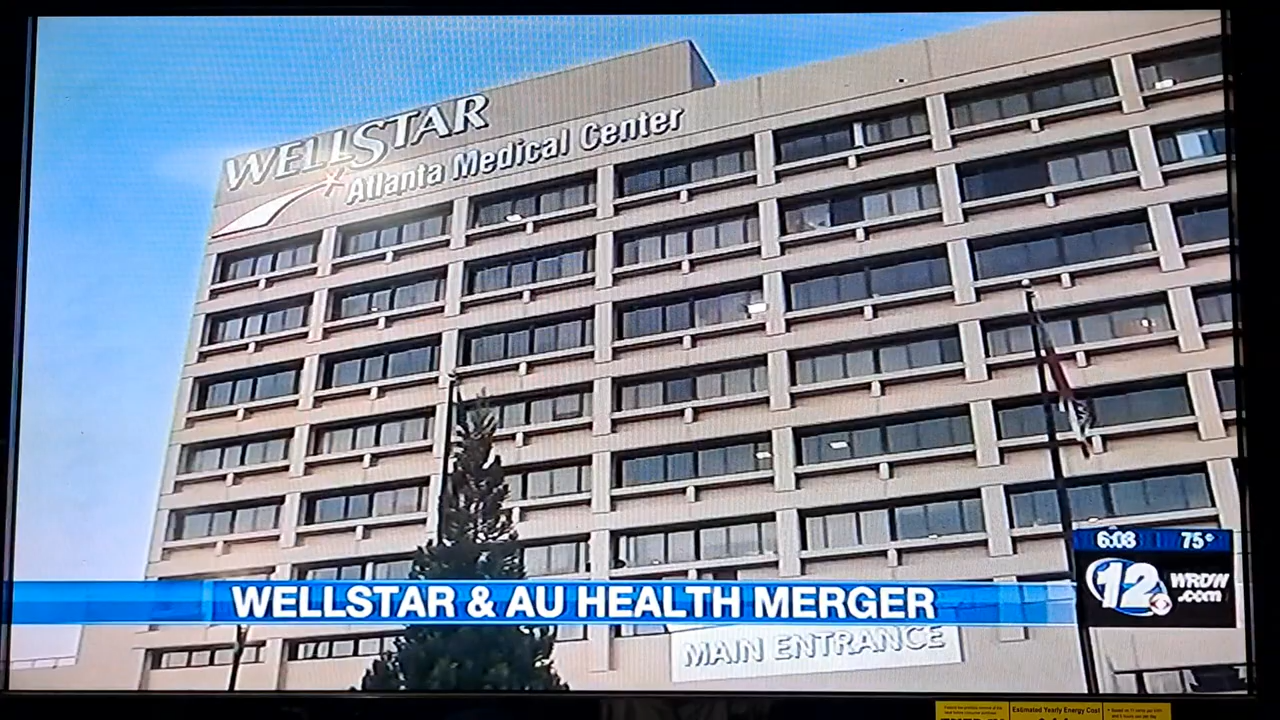 WELLSTAR
Atlanta Medical Center
6:03 75°
12 WRDW
.com
WELLSTAR & AU HEALTH MERGER
MAIN ENTRANCE
Estimated Yearly Energy Cost